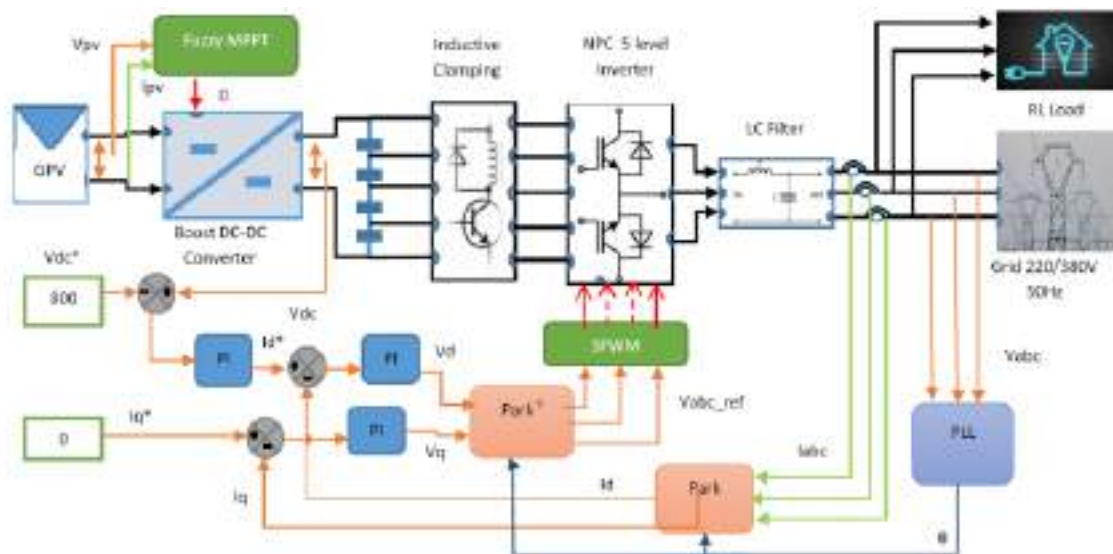 Vpv
Fuzzy MPPT
Ipv
D
GPV
Boost DC-DC
Converter
Inductive
Clamping
NPC 5 level
Inverter
LC Filter
RL Load
Grid 220/380V
50Hz
Vdc*
800
Vdc
PI
Id*
PI
Vd
SPWM
Vabc
Iq*
0
PI
Vq
Park⁻¹
Vabc_ref
PLL
Iabc
Iq
Id
Park
θ